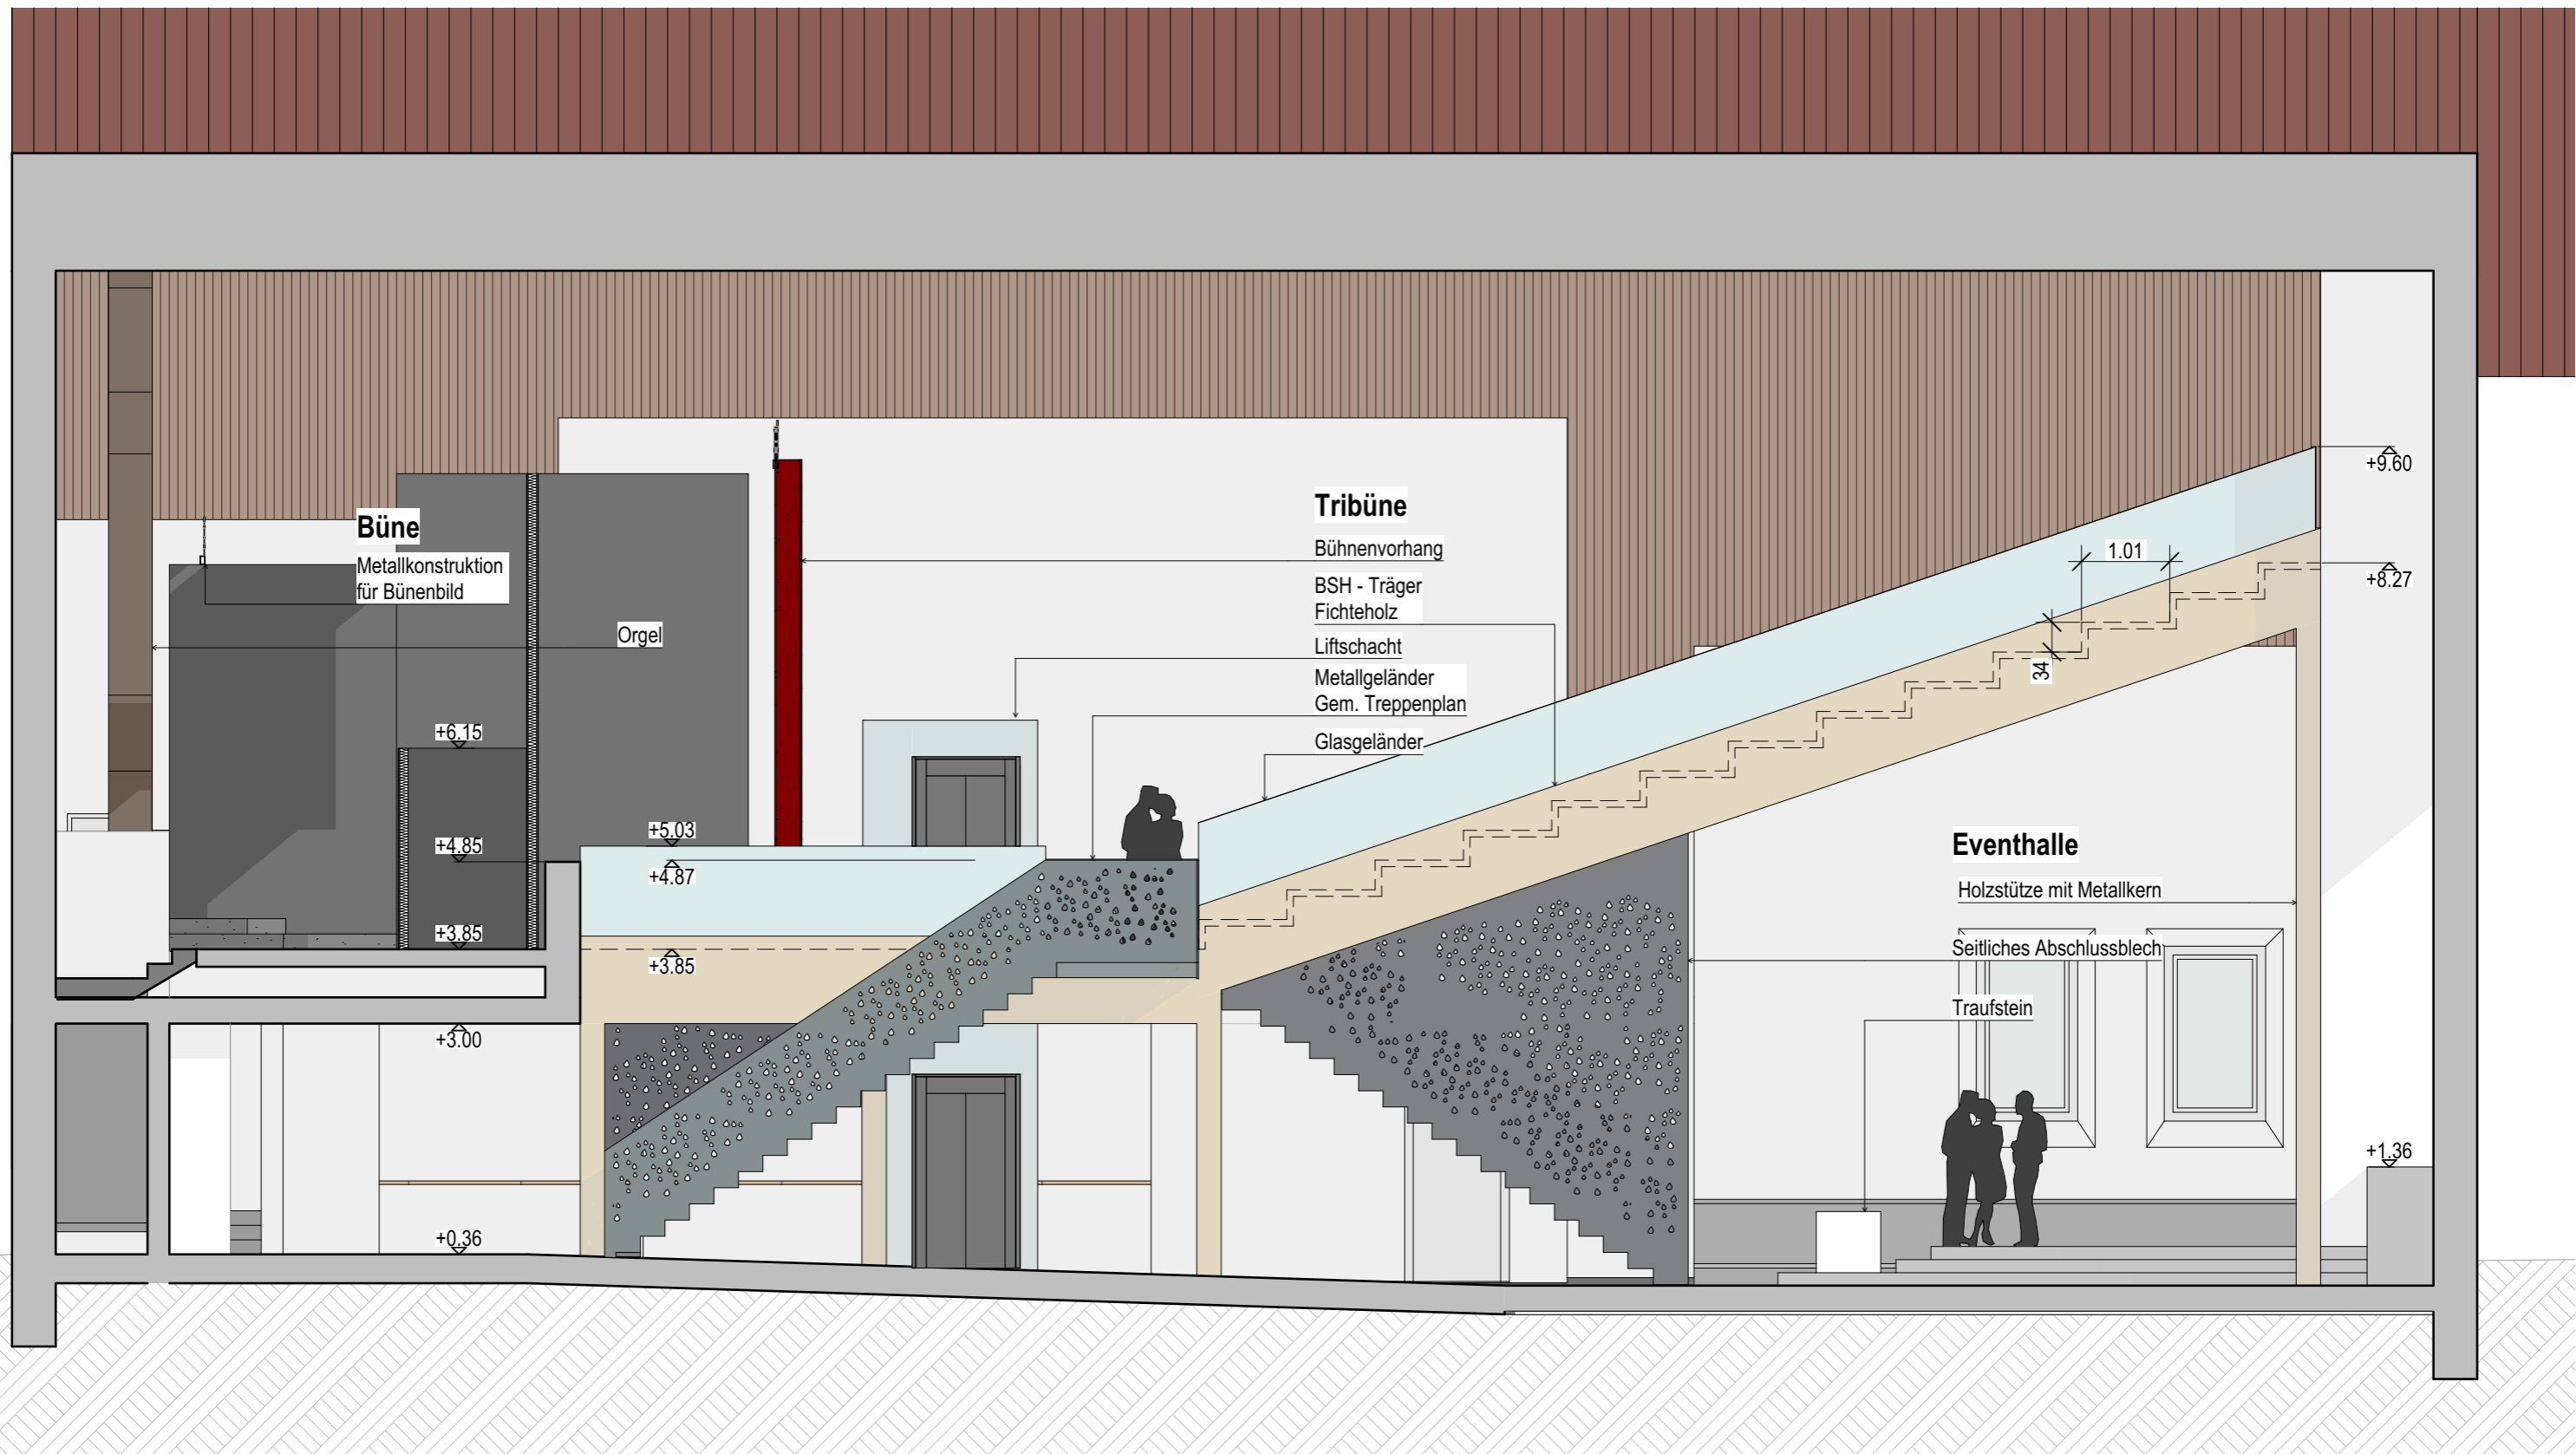 Büne
Metallkonstruktion
für Bünenbild
Orgel
+6.15
+4.85
+3.85
+3.00
+0.36
+5.03
+4.87
+3.85
Tribüne
Bühnenvorhang
BSH - Träger
Fichteholz
Liftschacht
Metallgeländer
Gem. Treppenplan
Glasgeländer
1.01
34
+9.60
+8.27
Eventhalle
Holzstütze mit Metallkern
Seitliches Abschlussblech
Traufstein
+1.36